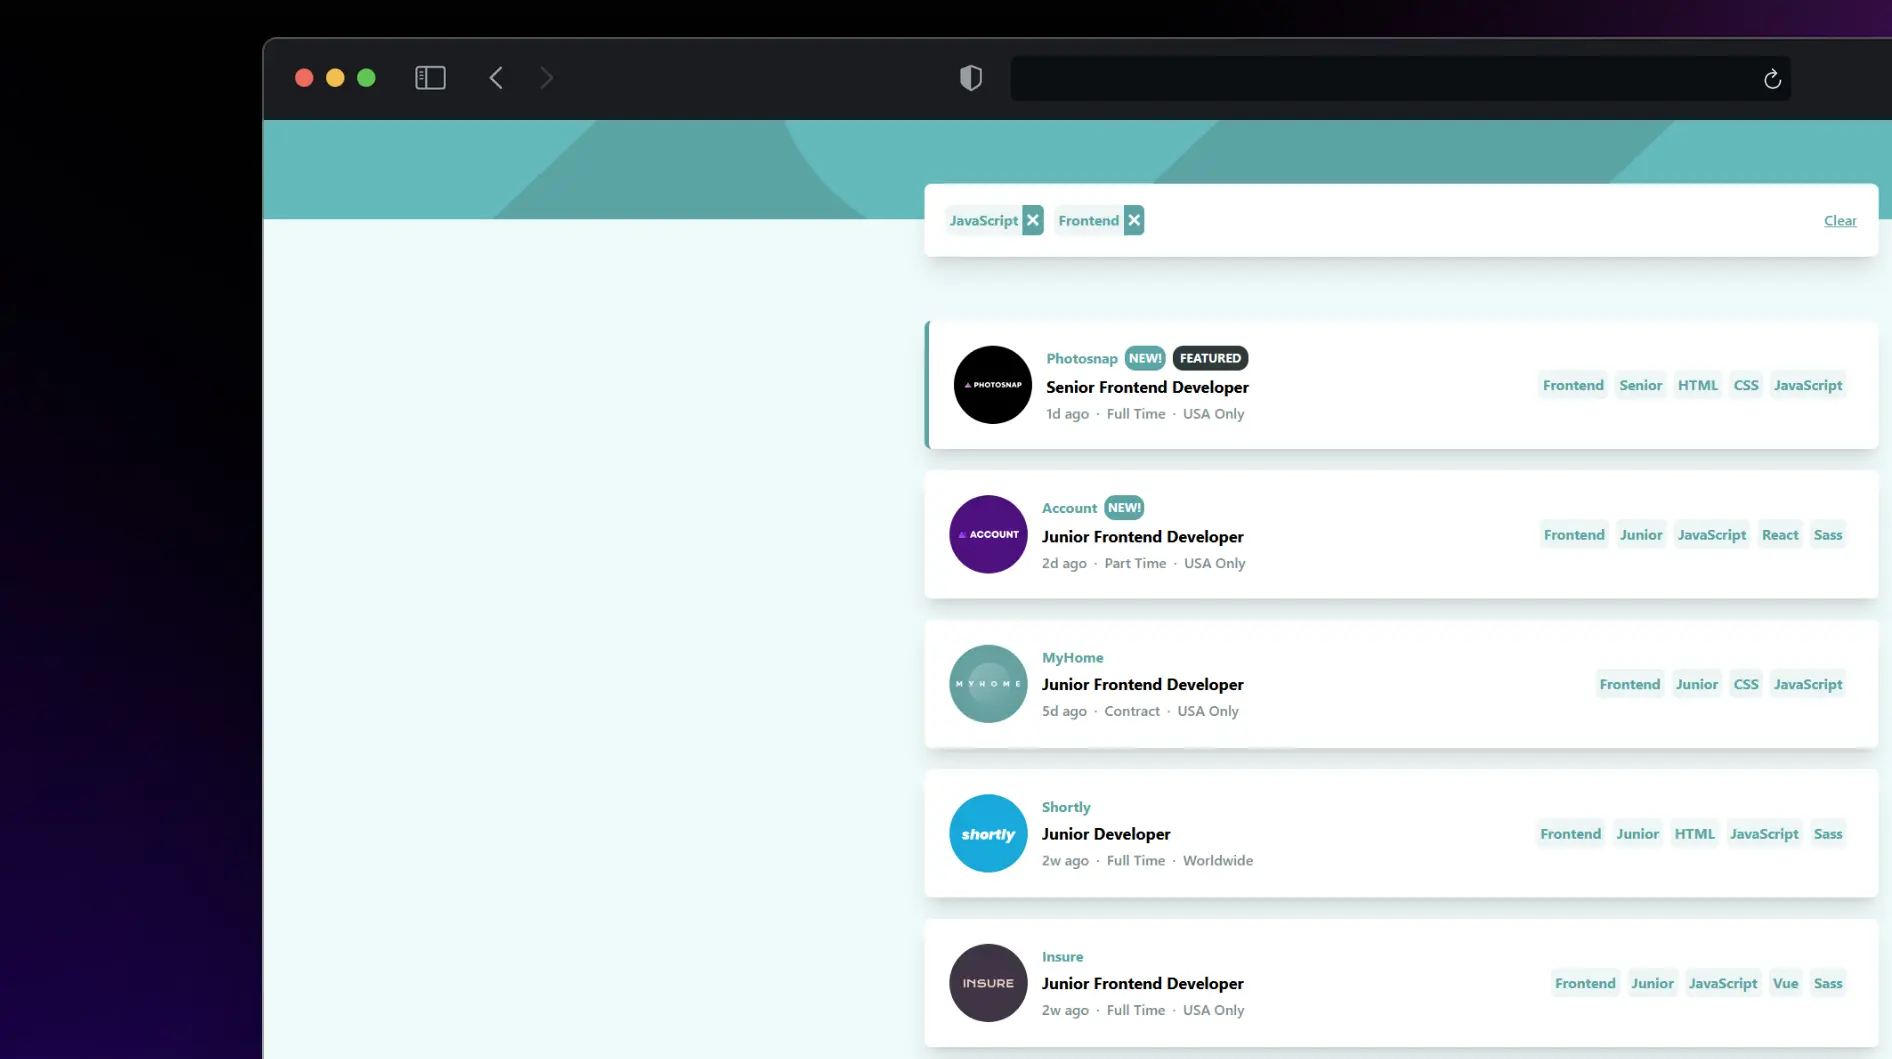 JavaScript Frontend Clear
PHOTOSNAP
Photosnap NEW! FEATURED
Senior Frontend Developer
1d ago · Full Time · USA Only
Frontend Senior HTML CSS JavaScript
ACCOUNT
Account NEW!
Junior Frontend Developer
2d ago · Part Time · USA Only
Frontend Junior JavaScript React Sass
MYHOME
MyHome
Junior Frontend Developer
5d ago · Contract · USA Only
Frontend Junior CSS JavaScript
shortly
Shortly
Junior Developer
2w ago · Full Time · Worldwide
Frontend Junior HTML JavaScript Sass
INSURE
Insure
Junior Frontend Developer
2w ago · Full Time · USA Only
Frontend Junior JavaScript Vue Sass